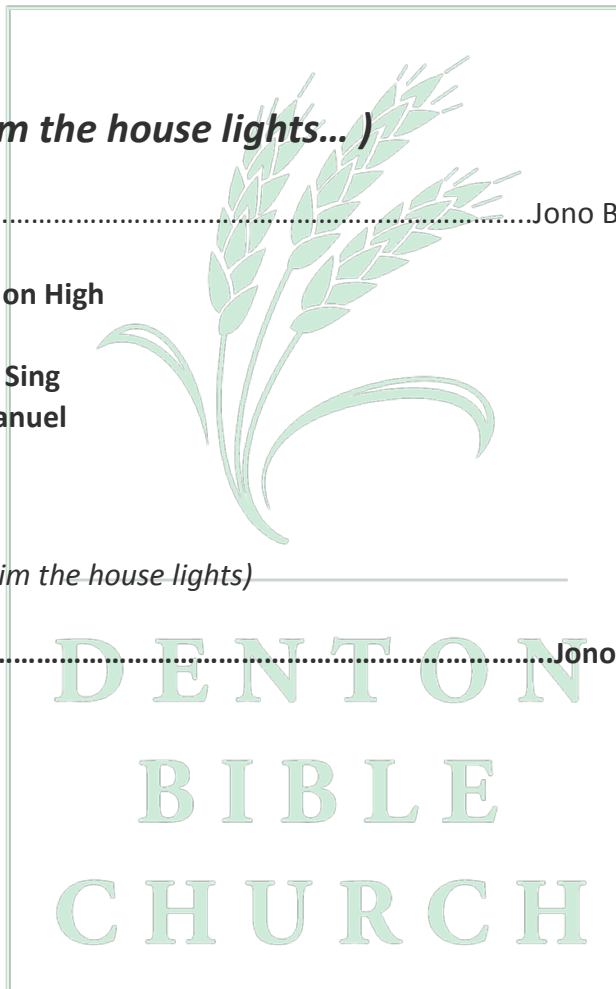 m the house lights... )
.....................................................................Jono B
on High
Sing
anuel
im the house lights)
.......................................................................Jono
DENTON
BIBLE
CHURCH